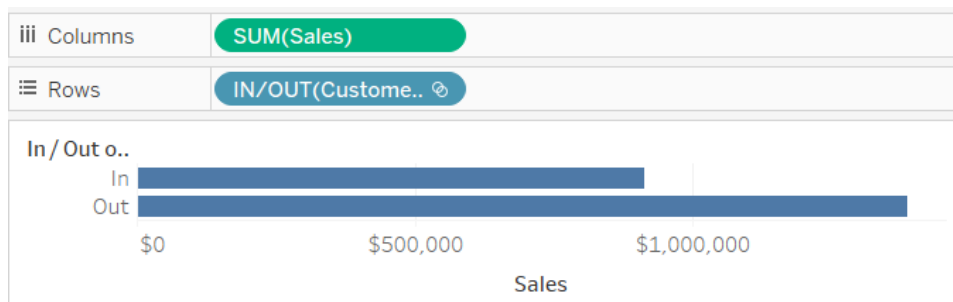 Columns SUM(Sales)
Rows IN/OUT(Custome..
In / Out o..
In
Out
$0 $500,000 $1,000,000
Sales